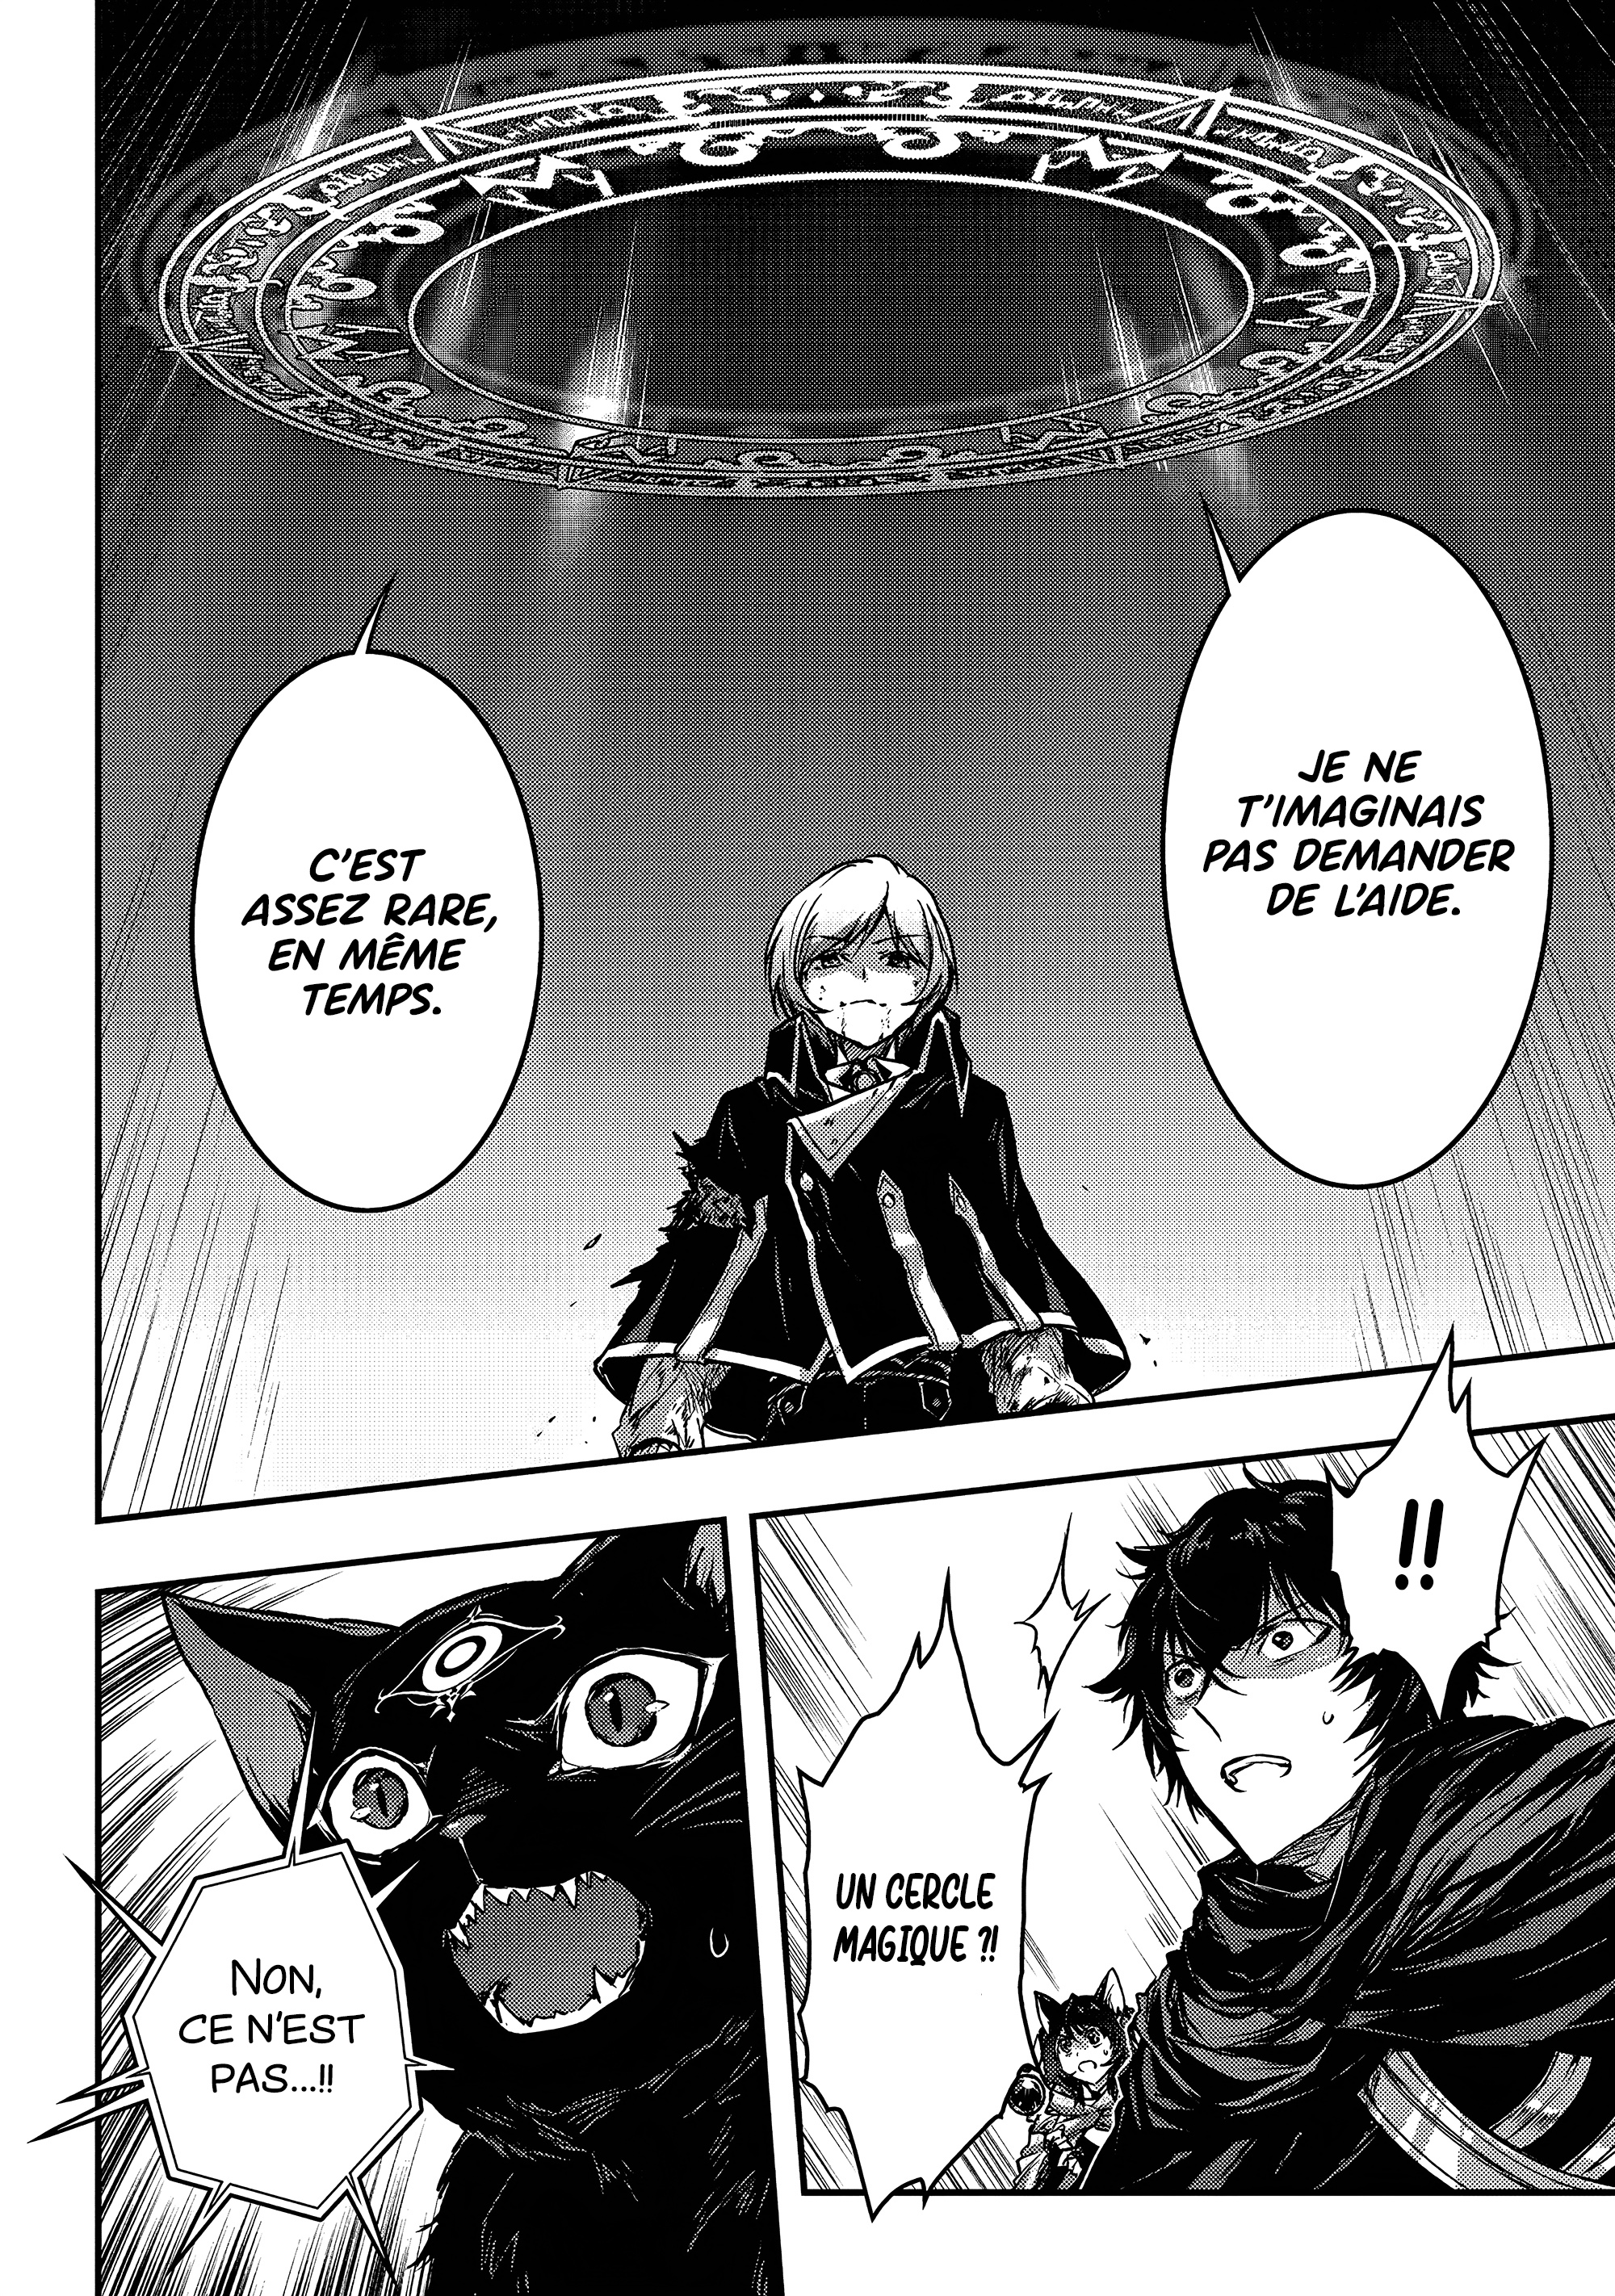 JE NE
T'IMAGINAIS
PAS DEMANDER
DE L'AIDE.
C'EST
ASSEZ RARE,
EN MÊME
TEMPS.
!!
UN CERCLE
MAGIQUE ?!
NON,
CE N'EST
PAS...!!